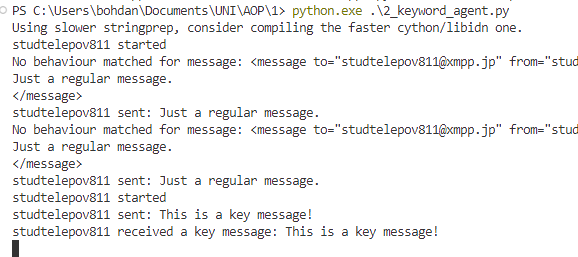 PS C:\Users\bohdan\Documents\UNI\AOP\1> python.exe .\2_keyword_agent.py
Using slower stringprep, consider compiling the faster cython/libidn one.
studtelepov811 started
No behaviour matched for message: <message to="studtelepov811@xmpp.jp" from="stud
Just a regular message.
</message>
studtelepov811 sent: Just a regular message.
No behaviour matched for message: <message to="studtelepov811@xmpp.jp" from="stud
Just a regular message.
</message>
studtelepov811 sent: Just a regular message.
studtelepov811 started
studtelepov811 sent: This is a key message!
studtelepov811 received a key message: This is a key message!